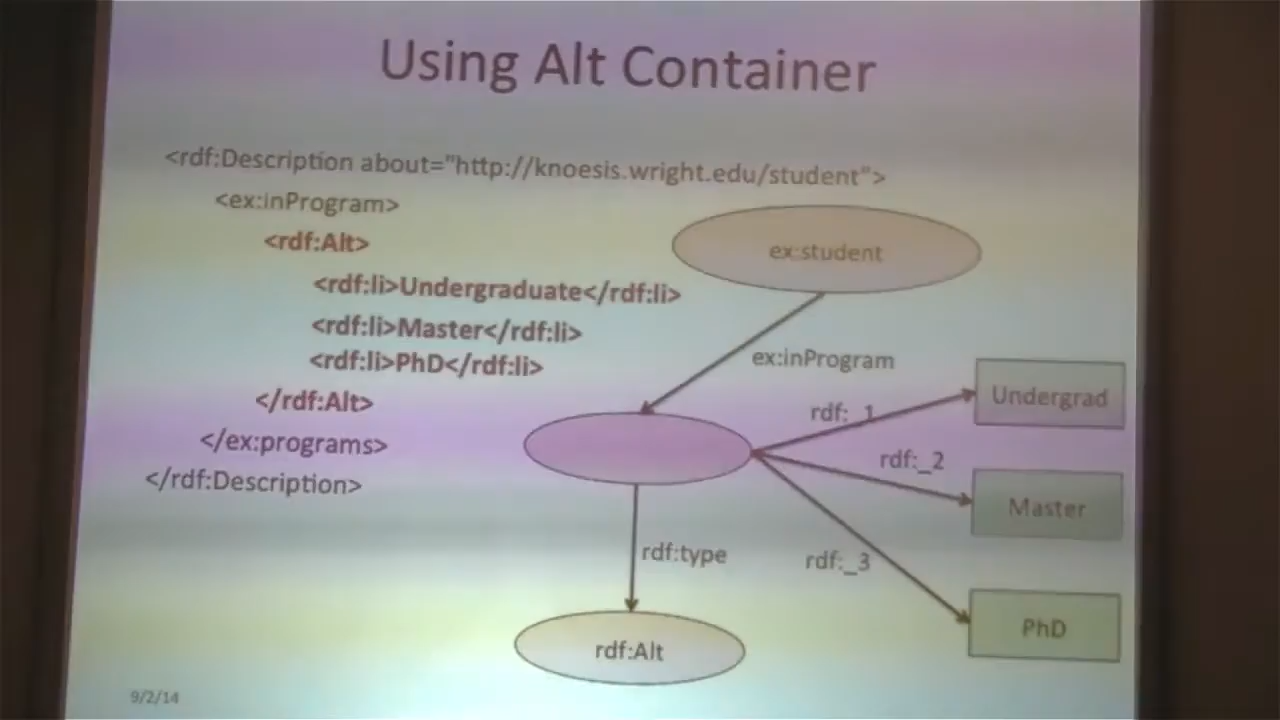 Using Alt Container
<rdf:Description about="http://knoesis.wright.edu/student">
<ex:inProgram>
<rdf:Alt>
<rdf:li>Undergraduate</rdf:li>
<rdf:li>Master</rdf:li>
<rdf:li>PhD</rdf:li>
</rdf:Alt>
</ex:programs>
</rdf:Description>
ex:student
ex:inProgram
rdf:_1
Undergrad
rdf:_2
Master
rdf:_3
PhD
rdf:type
rdf:Alt
9/2/14